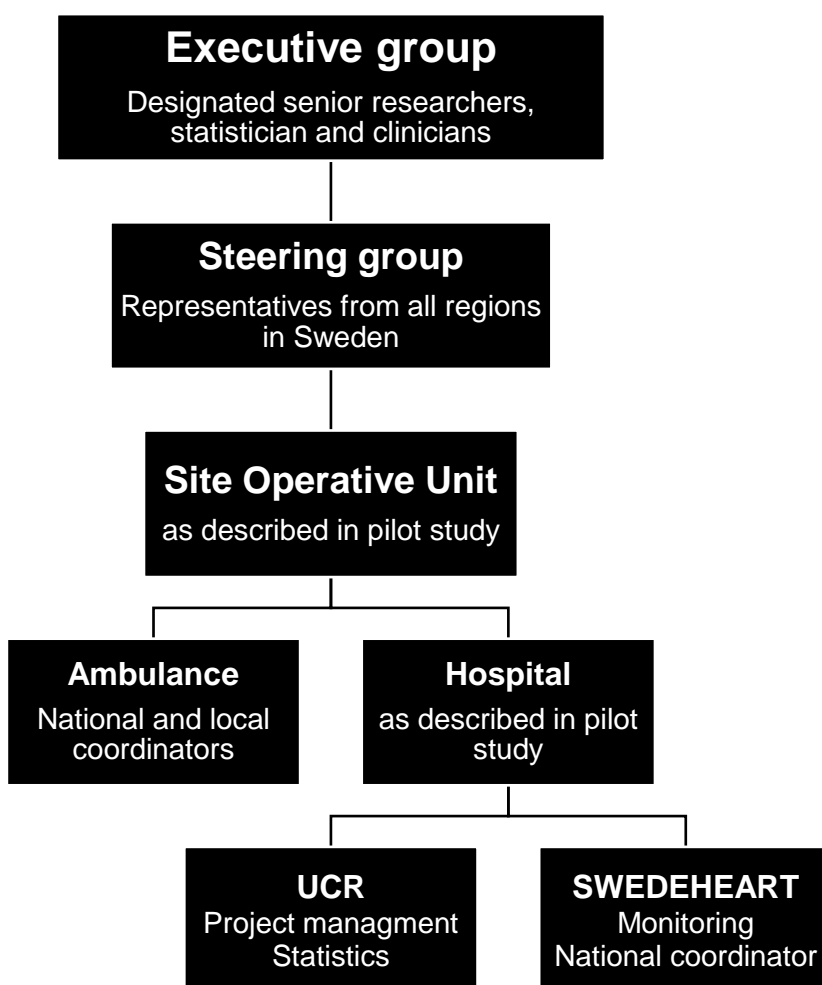 Executive group
Designated senior researchers,
statistician and clinicians
Steering group
Representatives from all regions
in Sweden
Site Operative Unit
as described in pilot study
Ambulance
National and local
coordinators
Hospital
as described in pilot
study
UCR
Project managment
Statistics
SWEDEHEART
Monitoring
National coordinator